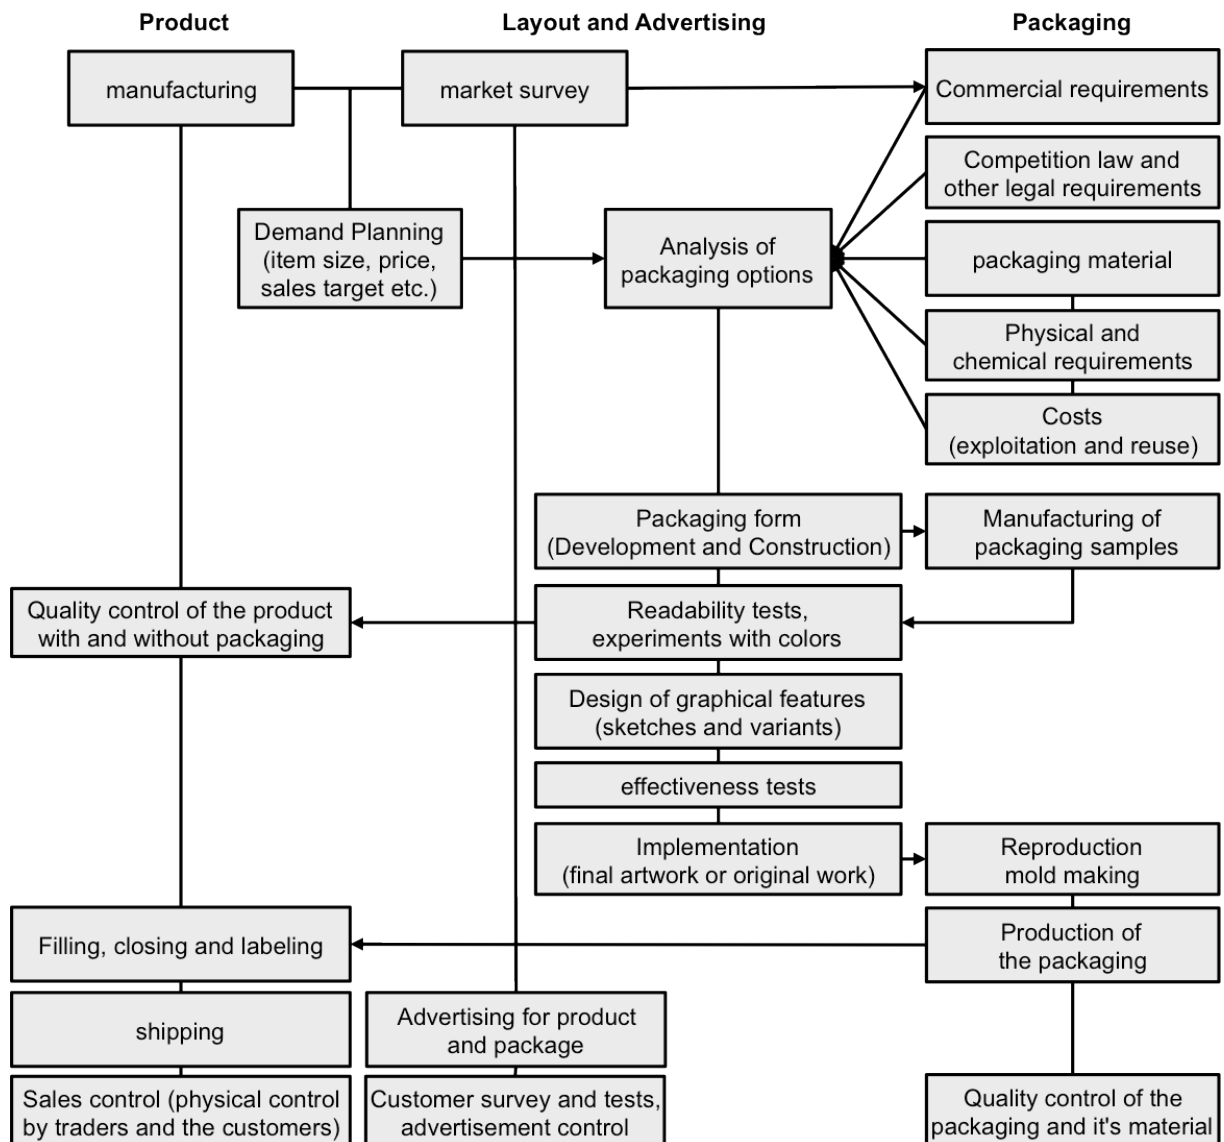 Product
Layout and Advertising
Packaging
manufacturing
market survey
Commercial requirements
Competition law and
other legal requirements
Demand Planning
(item size, price,
sales target etc.)
Analysis of
packaging options
packaging material
Physical and
chemical requirements
Costs
(exploitation and reuse)
Packaging form
(Development and Construction)
Manufacturing of
packaging samples
Quality control of the product
with and without packaging
Readability tests,
experiments with colors
Design of graphical features
(sketches and variants)
effectiveness tests
Implementation
(final artwork or original work)
Reproduction
mold making
Filling, closing and labeling
Production of
the packaging
shipping
Advertising for product
and package
Sales control (physical control
by traders and the customers)
Customer survey and tests,
advertisement control
Quality control of the
packaging and it's material